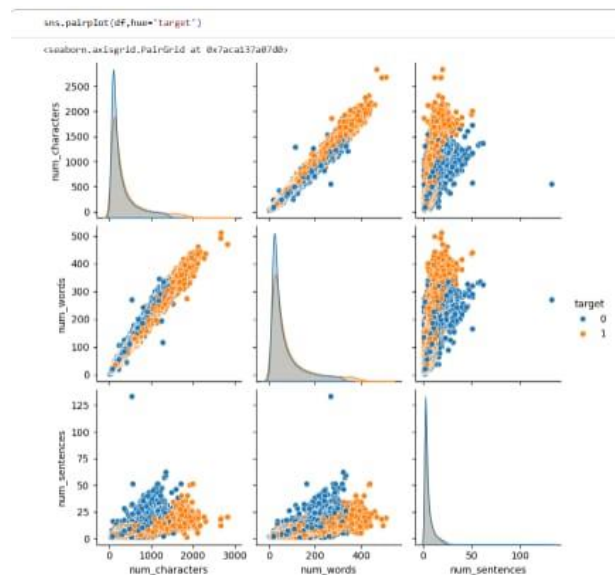 sns.pairplot(df,hue='target')
<seaborn.axisgrid.PairGrid at 0x7aca137a07d0>
num_characters
2500
2000
1500
1000
500
0
num_words
500
400
300
200
100
0
target
0
1
num_sentences
125
100
75
50
25
0
0 1000 2000 3000
0 200 400
0 50 100
num_characters num_words num_sentences